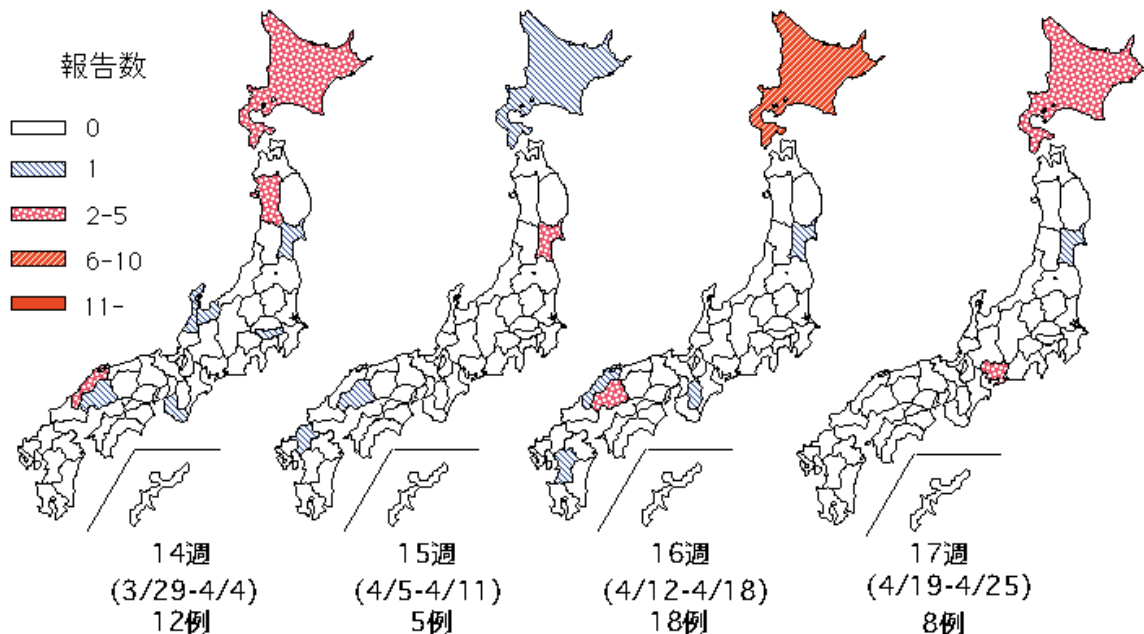 報告数
0
1
2-5
6-10
11-
14週
(3/29-4/4)
12例
15週
(4/5-4/11)
5例
16週
(4/12-4/18)
18例
17週
(4/19-4/25)
8例